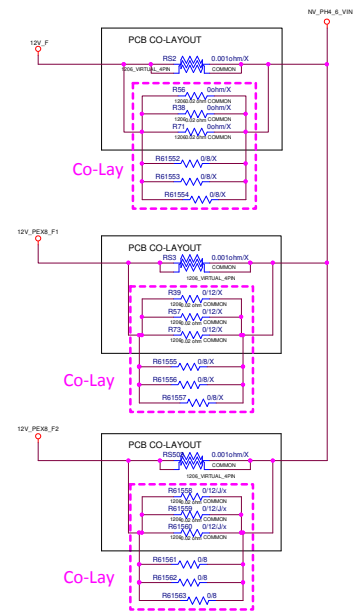 NV_PH4_6_VIN
12V_F
PCB CO-LAYOUT
RS2 0.001ohm/X
COMMON
1206_VIRTUAL_4PIN
R56 0ohm/X
1206 0.02 ohm COMMON
R38 0ohm/X
1206 0.02 ohm COMMON
R71 0ohm/X
1206 0.02 ohm COMMON
Co-Lay
R61552 0/8/X
R61553 0/8/X
R61554 0/8/X
12V_PEX8_F1
PCB CO-LAYOUT
RS3 0.001ohm/X
COMMON
1206_VIRTUAL_4PIN
R39 0/12/X
1206 0.02 ohm COMMON
R57 0/12/X
1206 0.02 ohm COMMON
R73 0/12/X
1206 0.02 ohm COMMON
R61555 0/8/X
Co-Lay
R61556 0/8/X
R61557 0/8/X
12V_PEX8_F2
PCB CO-LAYOUT
0.001ohm/X
COMMON
1206_VIRTUAL_4PIN
R61558 0/12/J/x
1206 0.02 ohm COMMON
R61559 0/12/J/x
1206 0.02 ohm COMMON
R61560 0/12/J/x
1206 0.02 ohm COMMON
R61561 0/8
Co-Lay
R61562 0/8
R61563 0/8